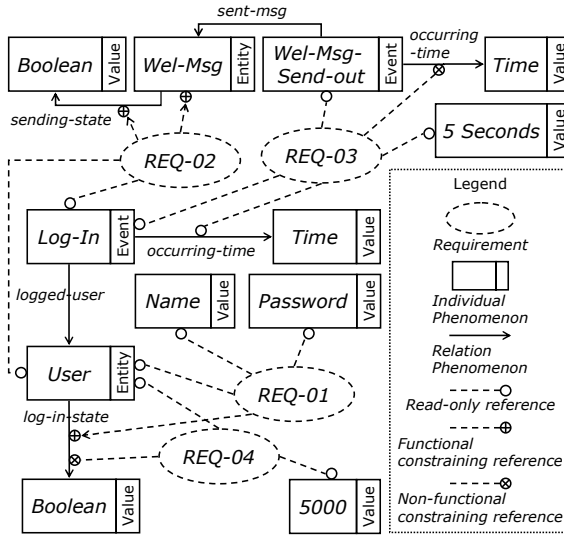 sent-msg
occurring
-time
Boolean
Value
Wel-Msg
Entity
Wel-Msg-
Send-out
Event
Time
Value
sending-state
5 Seconds
Value
REQ-02
REQ-03
Legend
Requirement
Log-In
Event
occurring-time
Time
Value
logged-user
Name
Value
Password
Value
Individual
Phenomenon
Relation
Phenomenon
User
Entity
REQ-01
Read-only reference
log-in-state
REQ-04
Functional
constraining reference
Boolean
Value
5000
Value
Non-functional
constraining reference